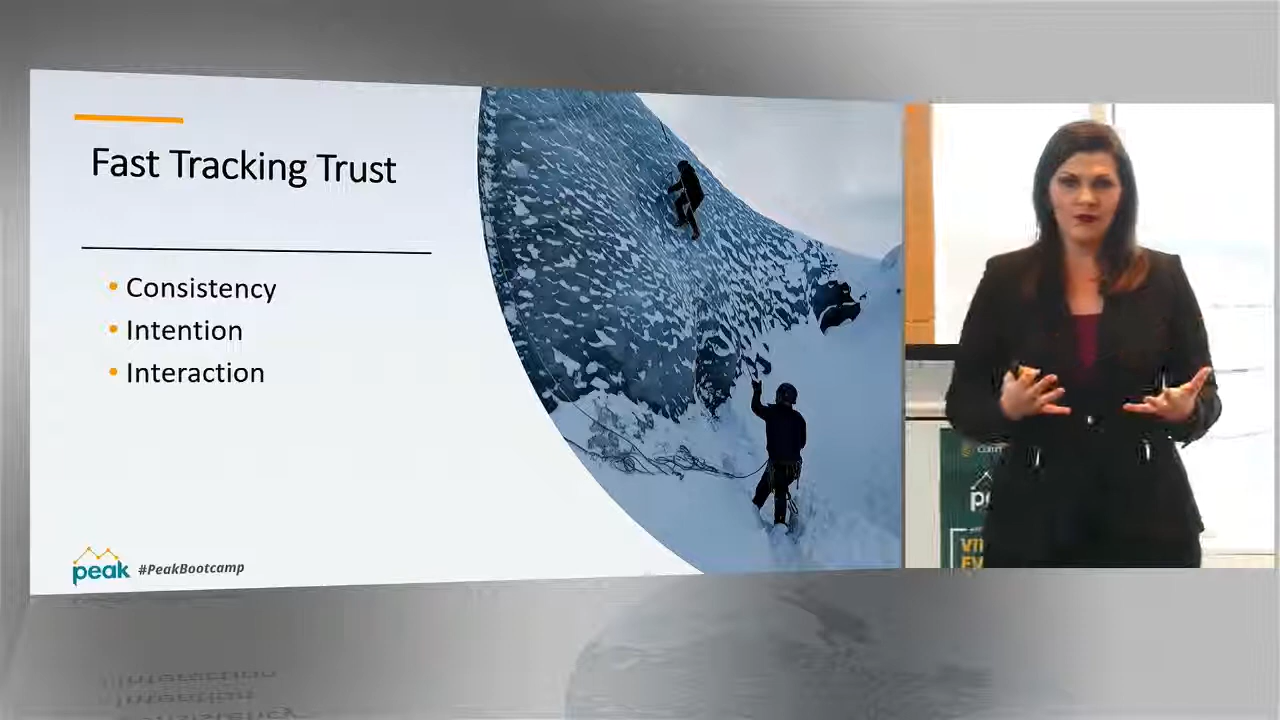 Fast Tracking Trust
• Consistency
• Intention
• Interaction
peak #PeakBootcamp